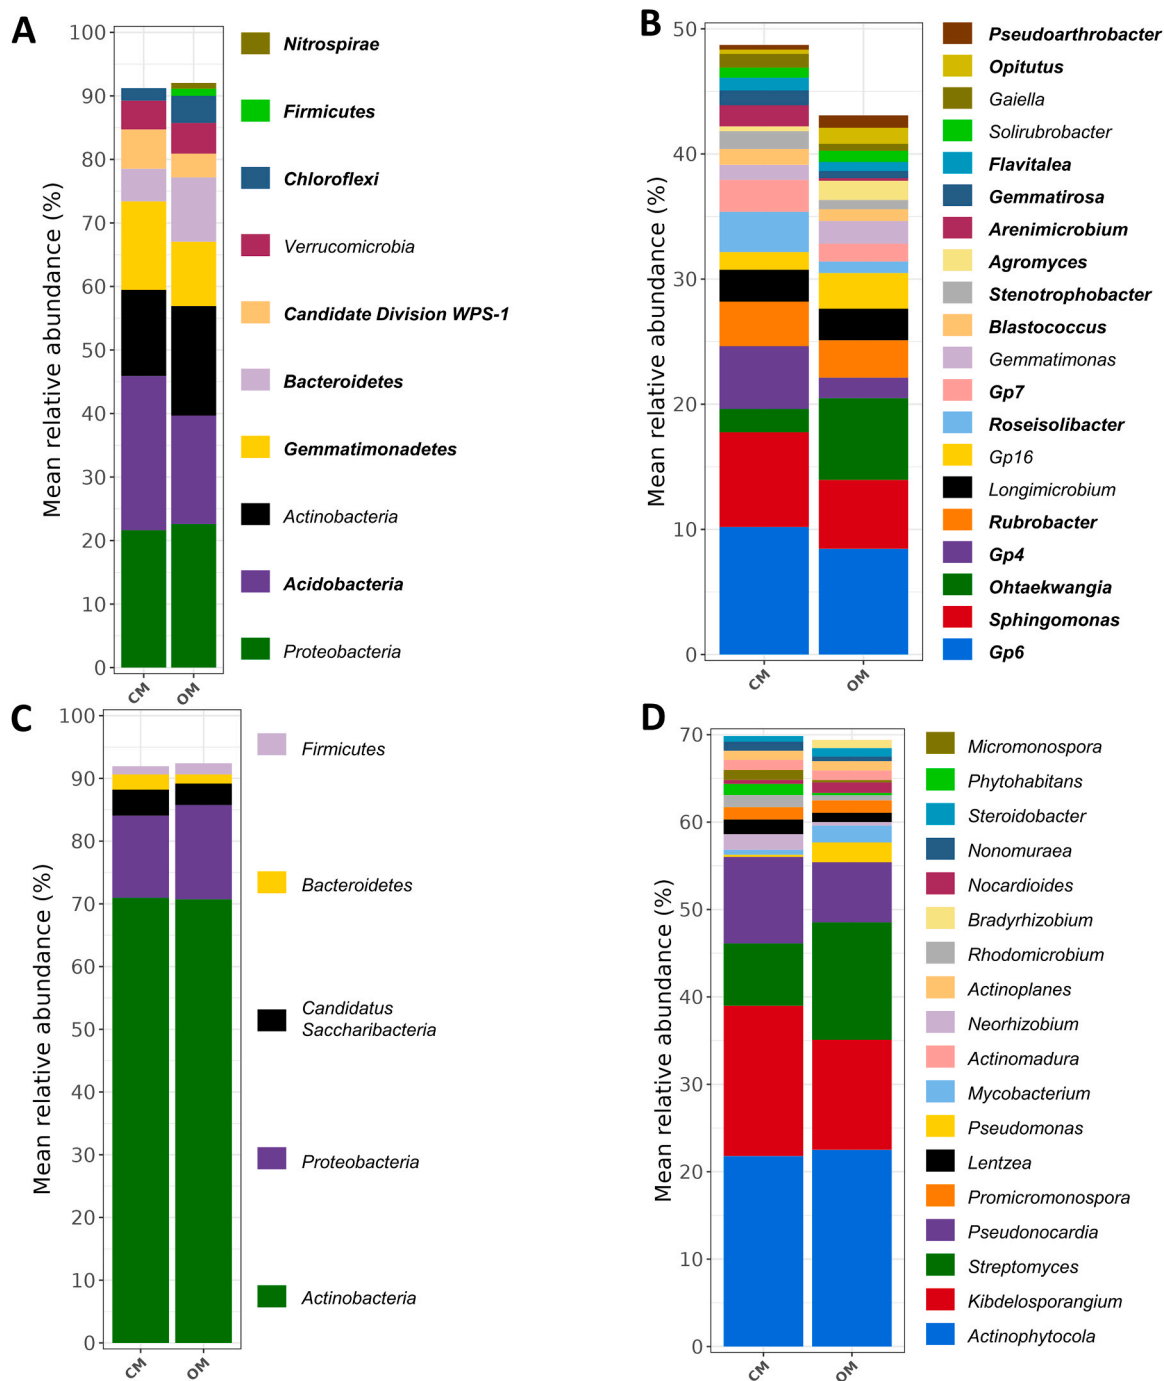 A
Mean relative abundance (%)
100
90
80
70
60
50
40
30
20
10
0
CM
OM
Nitrospirae
Firmicutes
Chloroflexi
Verrucomicrobia
Candidate Division WPS-1
Bacteroidetes
Gemmatimonadetes
Actinobacteria
Acidobacteria
Proteobacteria
B
Mean relative abundance (%)
50
40
30
20
10
0
CM
OM
Pseudoarthrobacter
Opitutus
Gaiella
Solirubrobacter
Flavitalea
Gemmatirosa
Arenimicrobium
Agromyces
Stenotrophobacter
Blastococcus
Gemmatimonas
Gp7
Roseisolibacter
Gp16
Longimicrobium
Rubrobacter
Gp4
Ohtaekwangia
Sphingomonas
Gp6
C
Mean relative abundance (%)
100
90
80
70
60
50
40
30
20
10
0
CM
OM
Firmicutes
Bacteroidetes
Candidatus
Saccharibacteria
Proteobacteria
Actinobacteria
D
Mean relative abundance (%)
70
60
50
40
30
20
10
0
CM
OM
Micromonospora
Phytohabitans
Steroidobacter
Nonomuraea
Nocardioides
Bradyrhizobium
Rhodomicrobium
Actinoplanes
Neorhizobium
Actinomadura
Mycobacterium
Pseudomonas
Lentzea
Promicromonospora
Pseudonocardia
Streptomyces
Kibdelosporangium
Actinophytocola